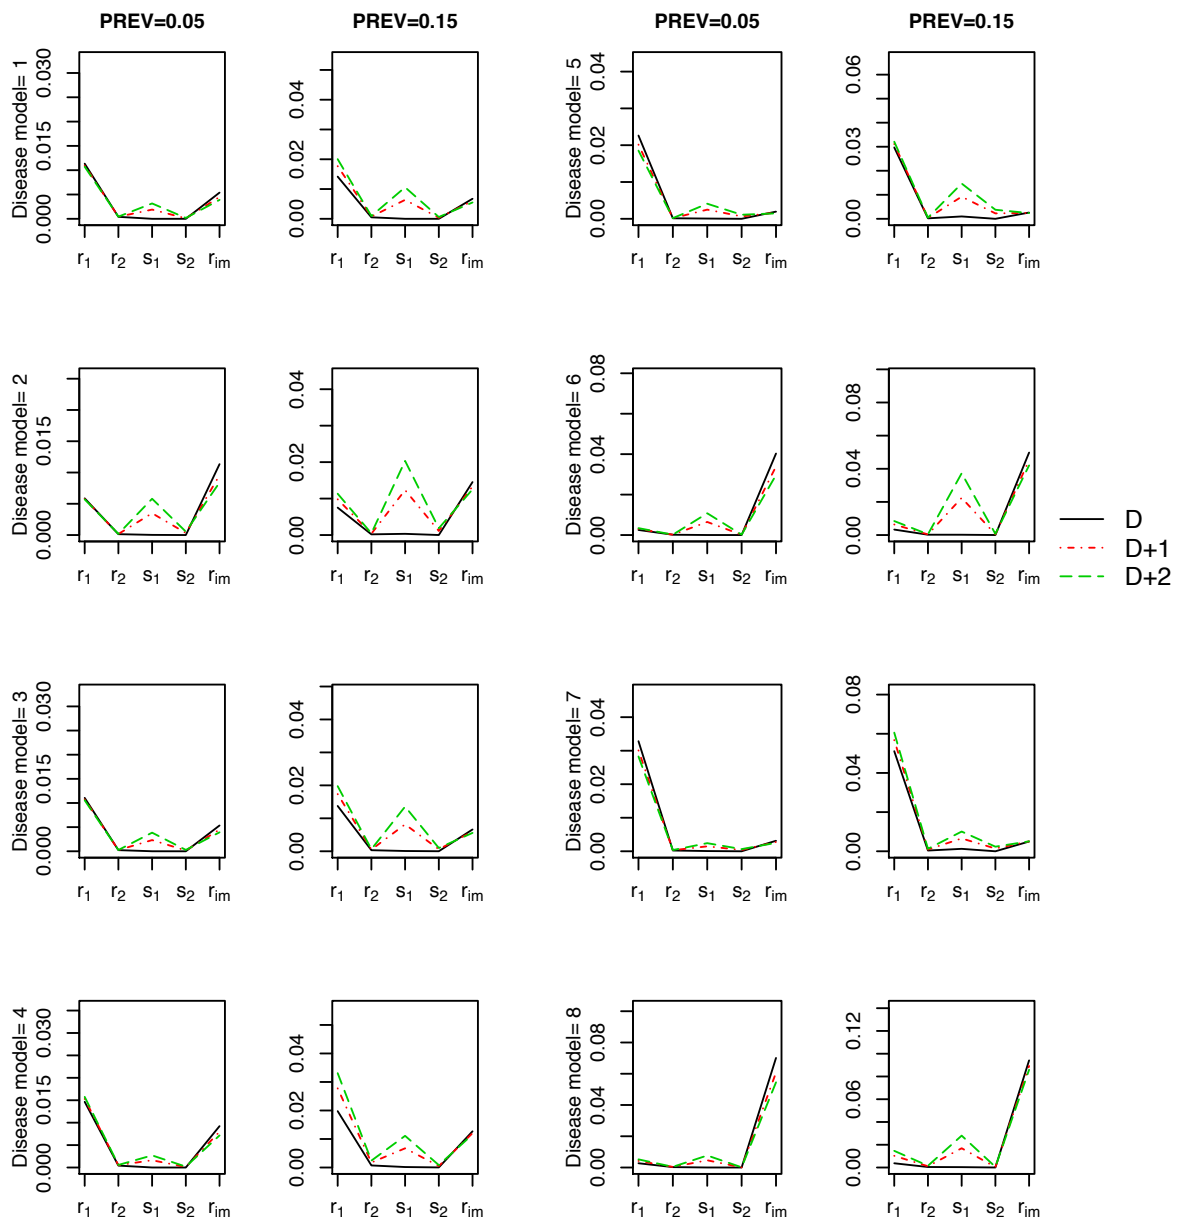 PREV=0.05 PREV=0.15 PREV=0.05 PREV=0.15
Disease model= 1
0.000 0.015 0.030
r1 r2 s1 s2 rim
0.00 0.02 0.04
r1 r2 s1 s2 rim
Disease model= 5
0.00 0.02 0.04
r1 r2 s1 s2 rim
0.00 0.03 0.06
r1 r2 s1 s2 rim
Disease model= 2
0.000 0.015
r1 r2 s1 s2 rim
0.00 0.02 0.04
r1 r2 s1 s2 rim
Disease model= 6
0.00 0.04 0.08
r1 r2 s1 s2 rim
0.00 0.04 0.08
r1 r2 s1 s2 rim
D
D+1
D+2
Disease model= 3
0.000 0.015 0.030
r1 r2 s1 s2 rim
0.00 0.02 0.04
r1 r2 s1 s2 rim
Disease model= 7
0.00 0.02 0.04
r1 r2 s1 s2 rim
0.00 0.04 0.08
r1 r2 s1 s2 rim
Disease model= 4
0.000 0.015 0.030
r1 r2 s1 s2 rim
0.00 0.02 0.04
r1 r2 s1 s2 rim
Disease model= 8
0.00 0.04 0.08
r1 r2 s1 s2 rim
0.00 0.06 0.12
r1 r2 s1 s2 rim